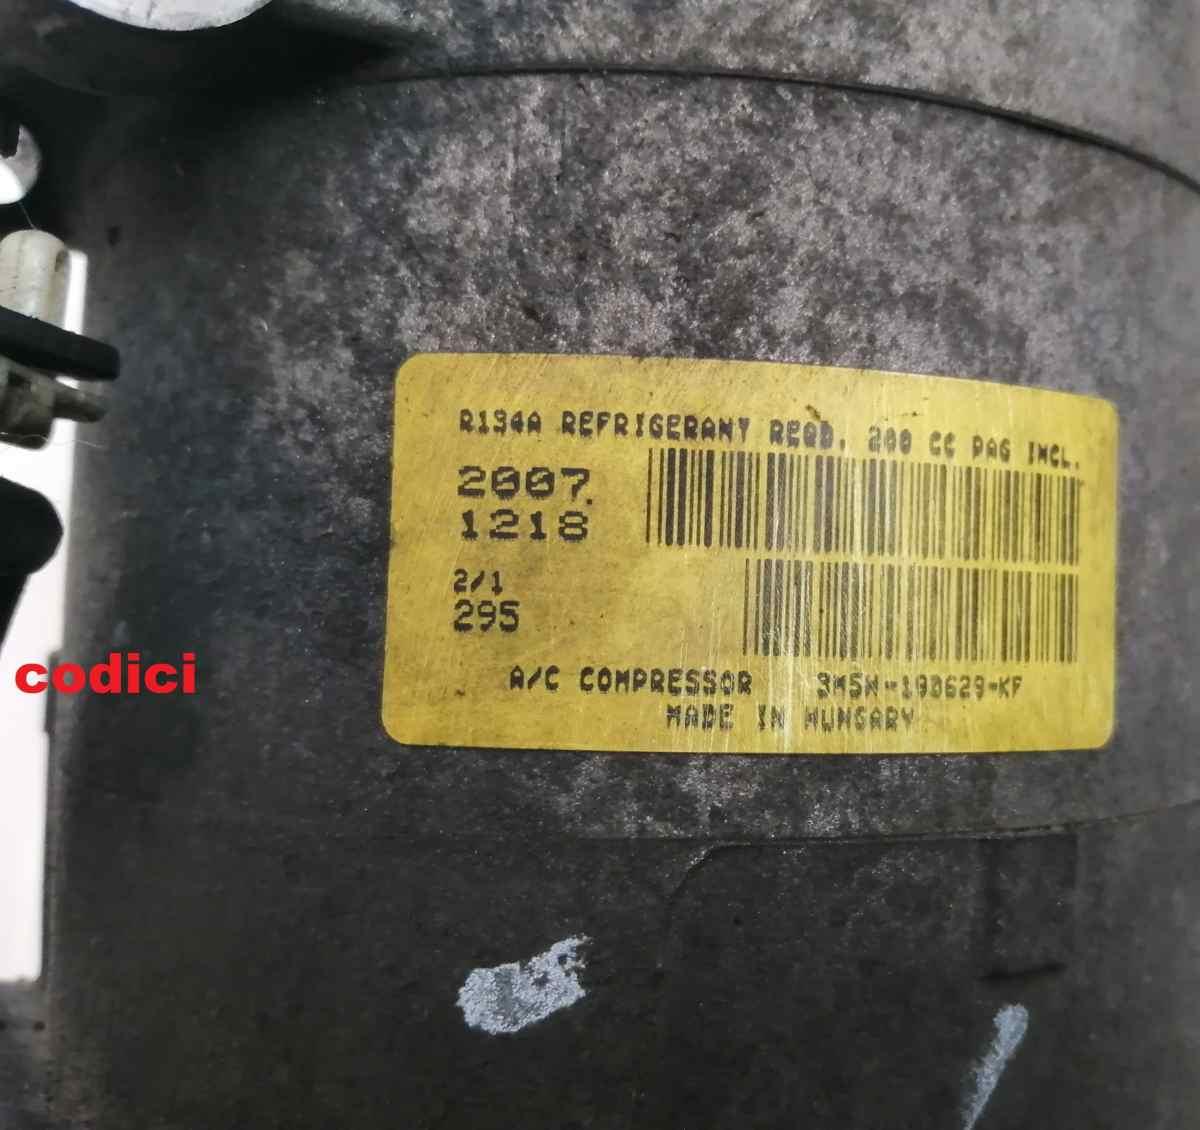 R134A REFRIGERANT REQD. 200 CC PAG INCL.
2007.
1218
2/1
295
codici
A/C COMPRESSOR 3M5H-19D629-KF
MADE IN HUNGARY